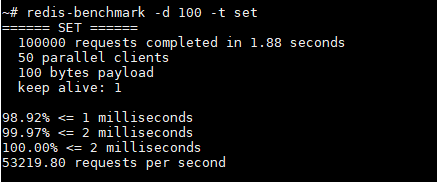 ~# redis-benchmark -d 100 -t set
====== SET ======
100000 requests completed in 1.88 seconds
50 parallel clients
100 bytes payload
keep alive: 1
98.92% <= 1 milliseconds
99.97% <= 2 milliseconds
100.00% <= 2 milliseconds
53219.80 requests per second